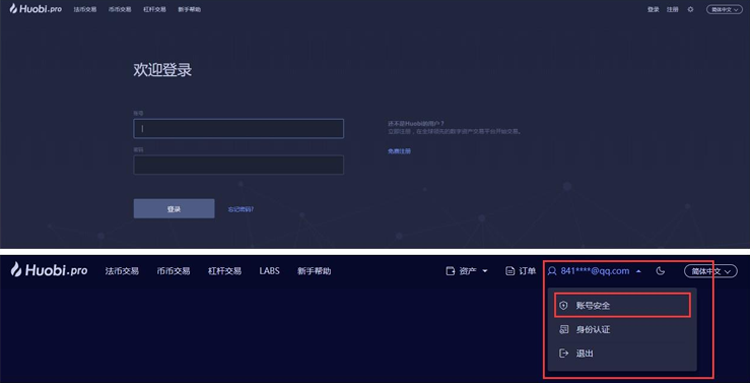 Huobi.pro 法币交易 币币交易 杠杆交易 新手帮助 登录 注册 简体中文
欢迎登录
账号
还不是Huobi的用户？
立即注册，在全球领先的数字资产交易平台开始交易。
密码
免费注册
登录 忘记密码?
Huobi.pro 法币交易 币币交易 杠杆交易 LABS 新手帮助 资产 订单 841****@qq.com 简体中文
账号安全
身份认证
退出